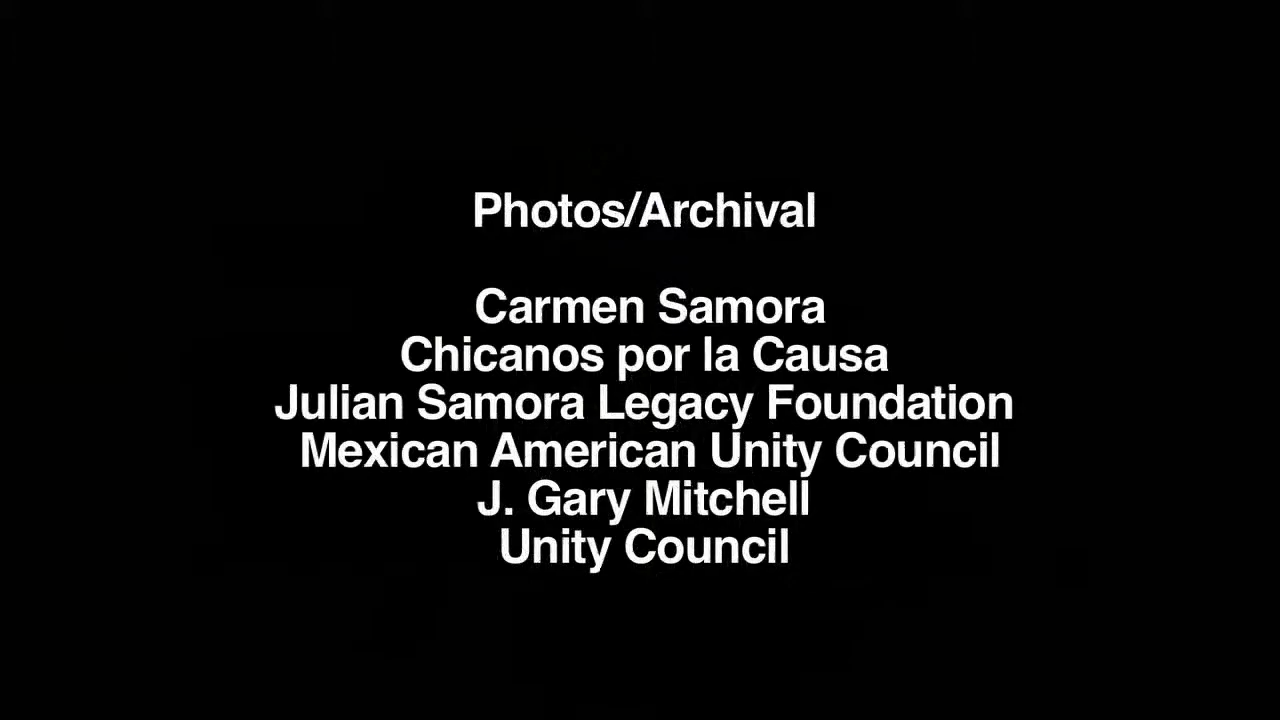 Photos/Archival
Carmen Samora
Chicanos por la Causa
Julian Samora Legacy Foundation
Mexican American Unity Council
J. Gary Mitchell
Unity Council